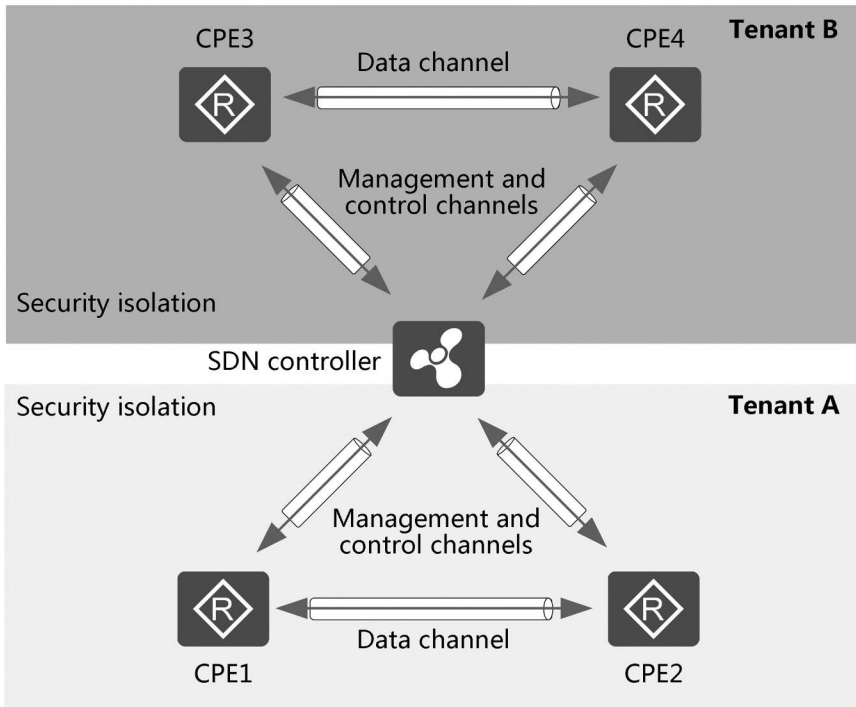 CPE3
CPE4
Tenant B
Data channel
R
R
Management and
control channels
Security isolation
SDN controller
Security isolation
Tenant A
Management and
control channels
R
R
Data channel
CPE1
CPE2